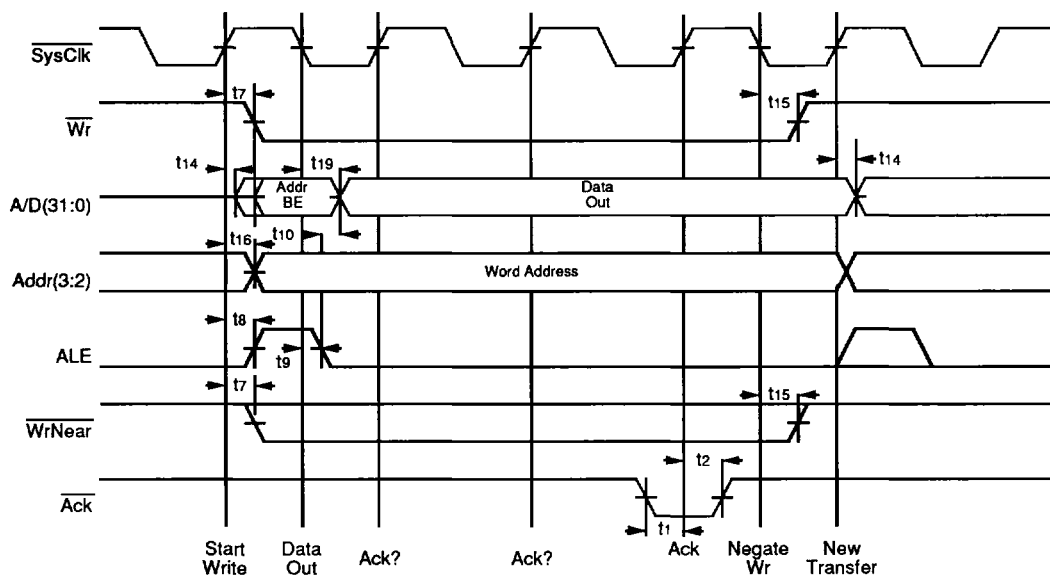 SysClk
t7
t15
Wr
t14
t19
t14
Addr
BE
Data
Out
A/D(31:0)
t16
t10
Addr(3:2)
Word Address
t8
ALE
t9
t7
t15
WrNear
t2
Ack
t1
Start
Write
Data
Out
Ack?
Ack?
Ack
Negate
Wr
New
Transfer